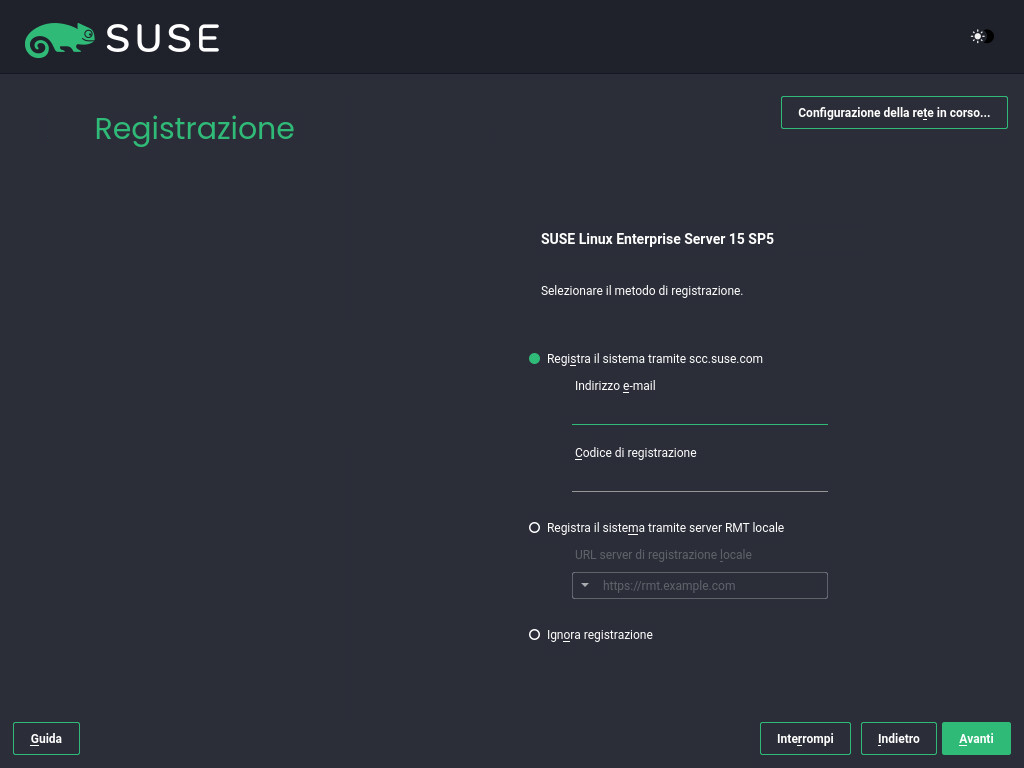 SUSE
Configurazione della rete in corso...
Registrazione
SUSE Linux Enterprise Server 15 SP5
Selezionare il metodo di registrazione.
Registra il sistema tramite scc.suse.com
Indirizzo e-mail
Codice di registrazione
Registra il sistema tramite server RMT locale
URL server di registrazione locale
https://rmt.example.com
Ignora registrazione
Guida
Interrompi
Indietro
Avanti